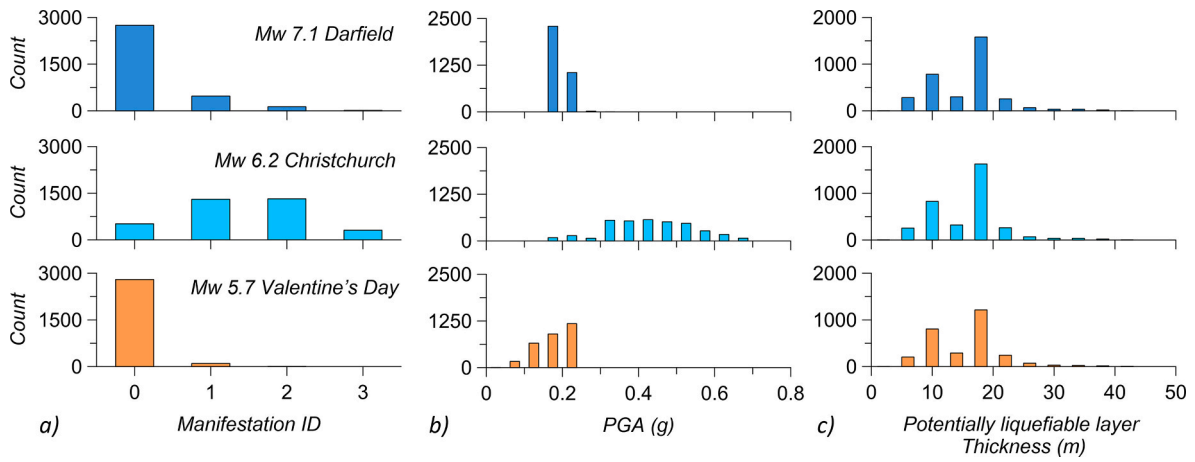 3000
1500
0
Count
Mw 7.1 Darfield
2500
1250
0
2000
1000
0
3000
1500
0
Count
Mw 6.2 Christchurch
2500
1250
0
2000
1000
0
3000
1500
0
Count
Mw 5.7 Valentine's Day
2500
1250
0
2000
1000
0
0 1 2 3
0 0.2 0.4 0.6 0.8
0 10 20 30 40 50
a) Manifestation ID
b) PGA (g)
c) Potentially liquefiable layer
Thickness (m)